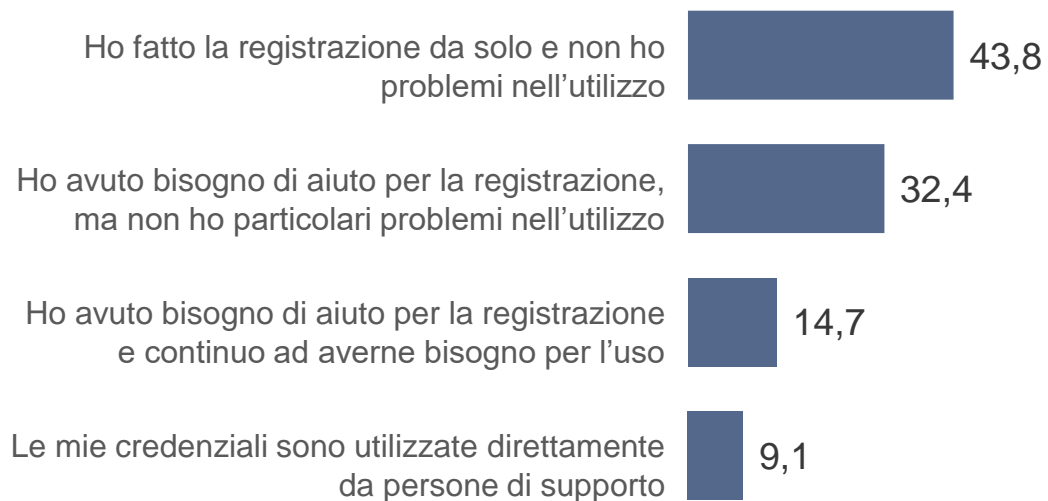 Ho fatto la registrazione da solo e non ho
problemi nell’utilizzo
43,8
Ho avuto bisogno di aiuto per la registrazione,
ma non ho particolari problemi nell’utilizzo
32,4
Ho avuto bisogno di aiuto per la registrazione
e continuo ad averne bisogno per l’uso
14,7
Le mie credenziali sono utilizzate direttamente
da persone di supporto
9,1